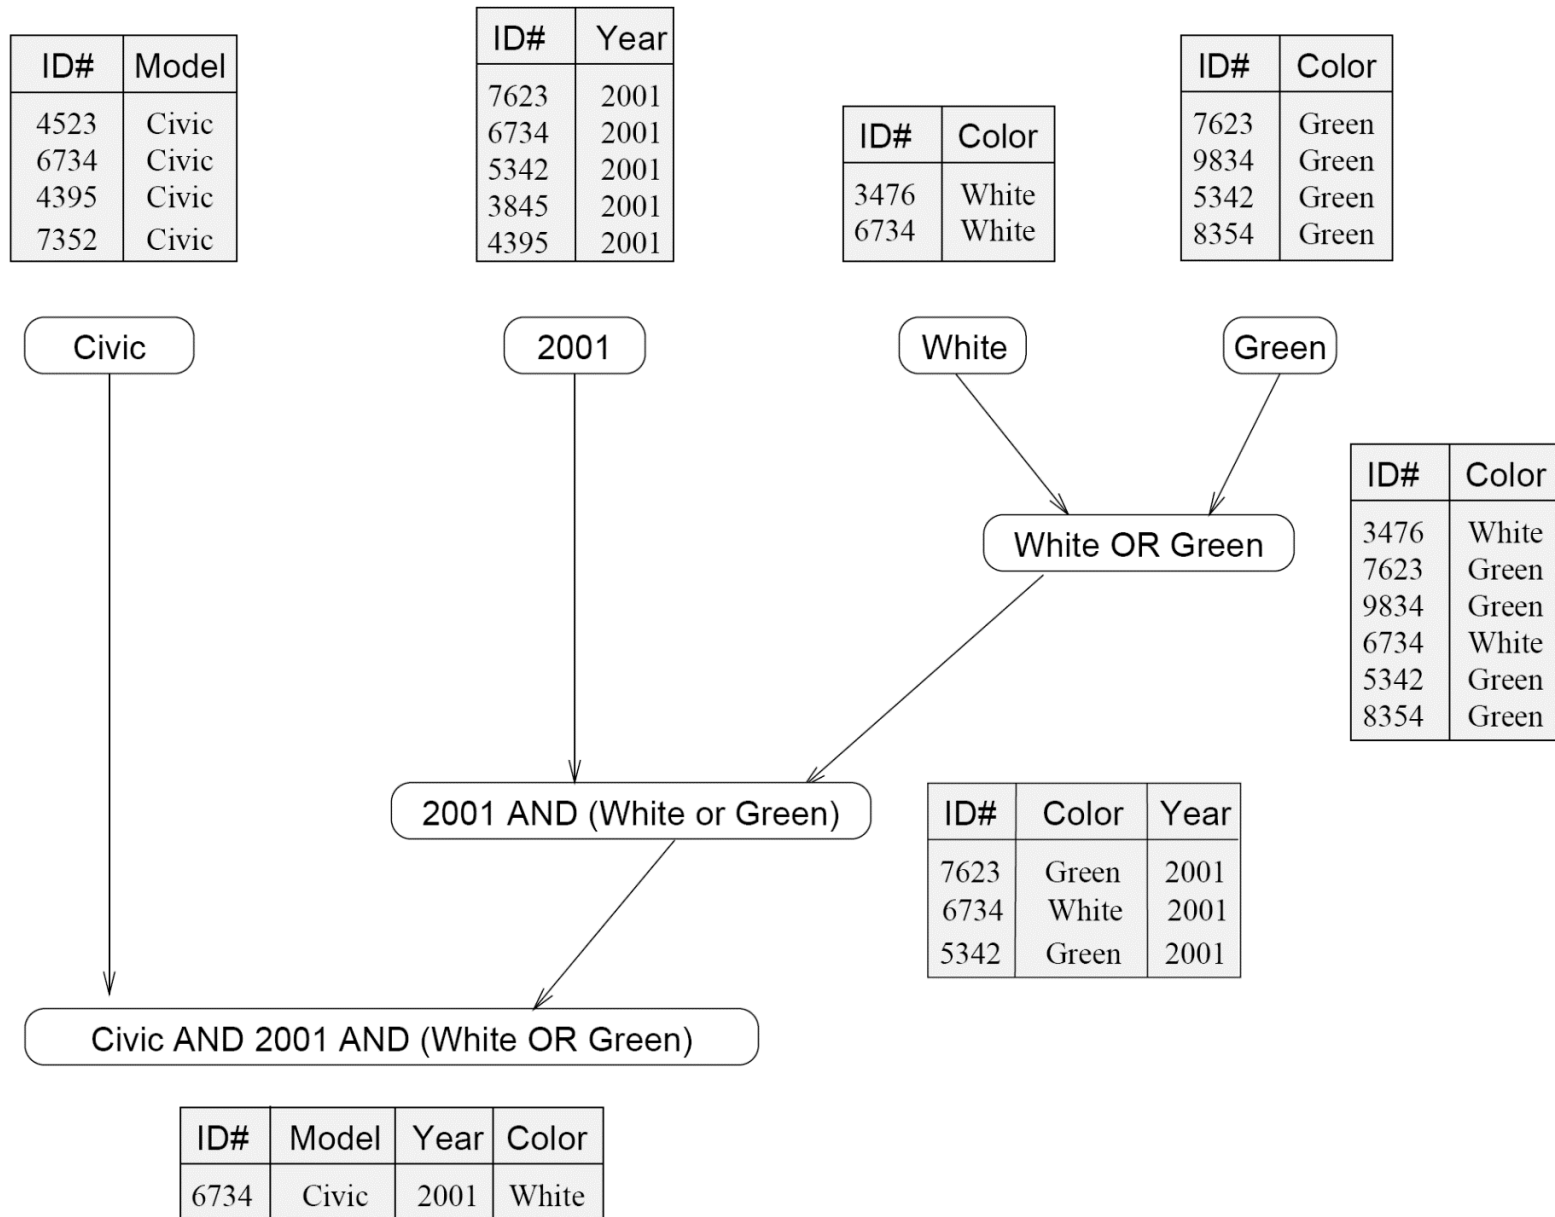 ID# Model
4523 Civic
6734 Civic
4395 Civic
7352 Civic
ID# Year
7623 2001
6734 2001
5342 2001
3845 2001
4395 2001
ID# Color
3476 White
6734 White
ID# Color
7623 Green
9834 Green
5342 Green
8354 Green
Civic
2001
White
Green
White OR Green
ID# Color
3476 White
7623 Green
9834 Green
6734 White
5342 Green
8354 Green
2001 AND (White or Green)
ID# Color Year
7623 Green 2001
6734 White 2001
5342 Green 2001
Civic AND 2001 AND (White OR Green)
ID# Model Year Color
6734 Civic 2001 White